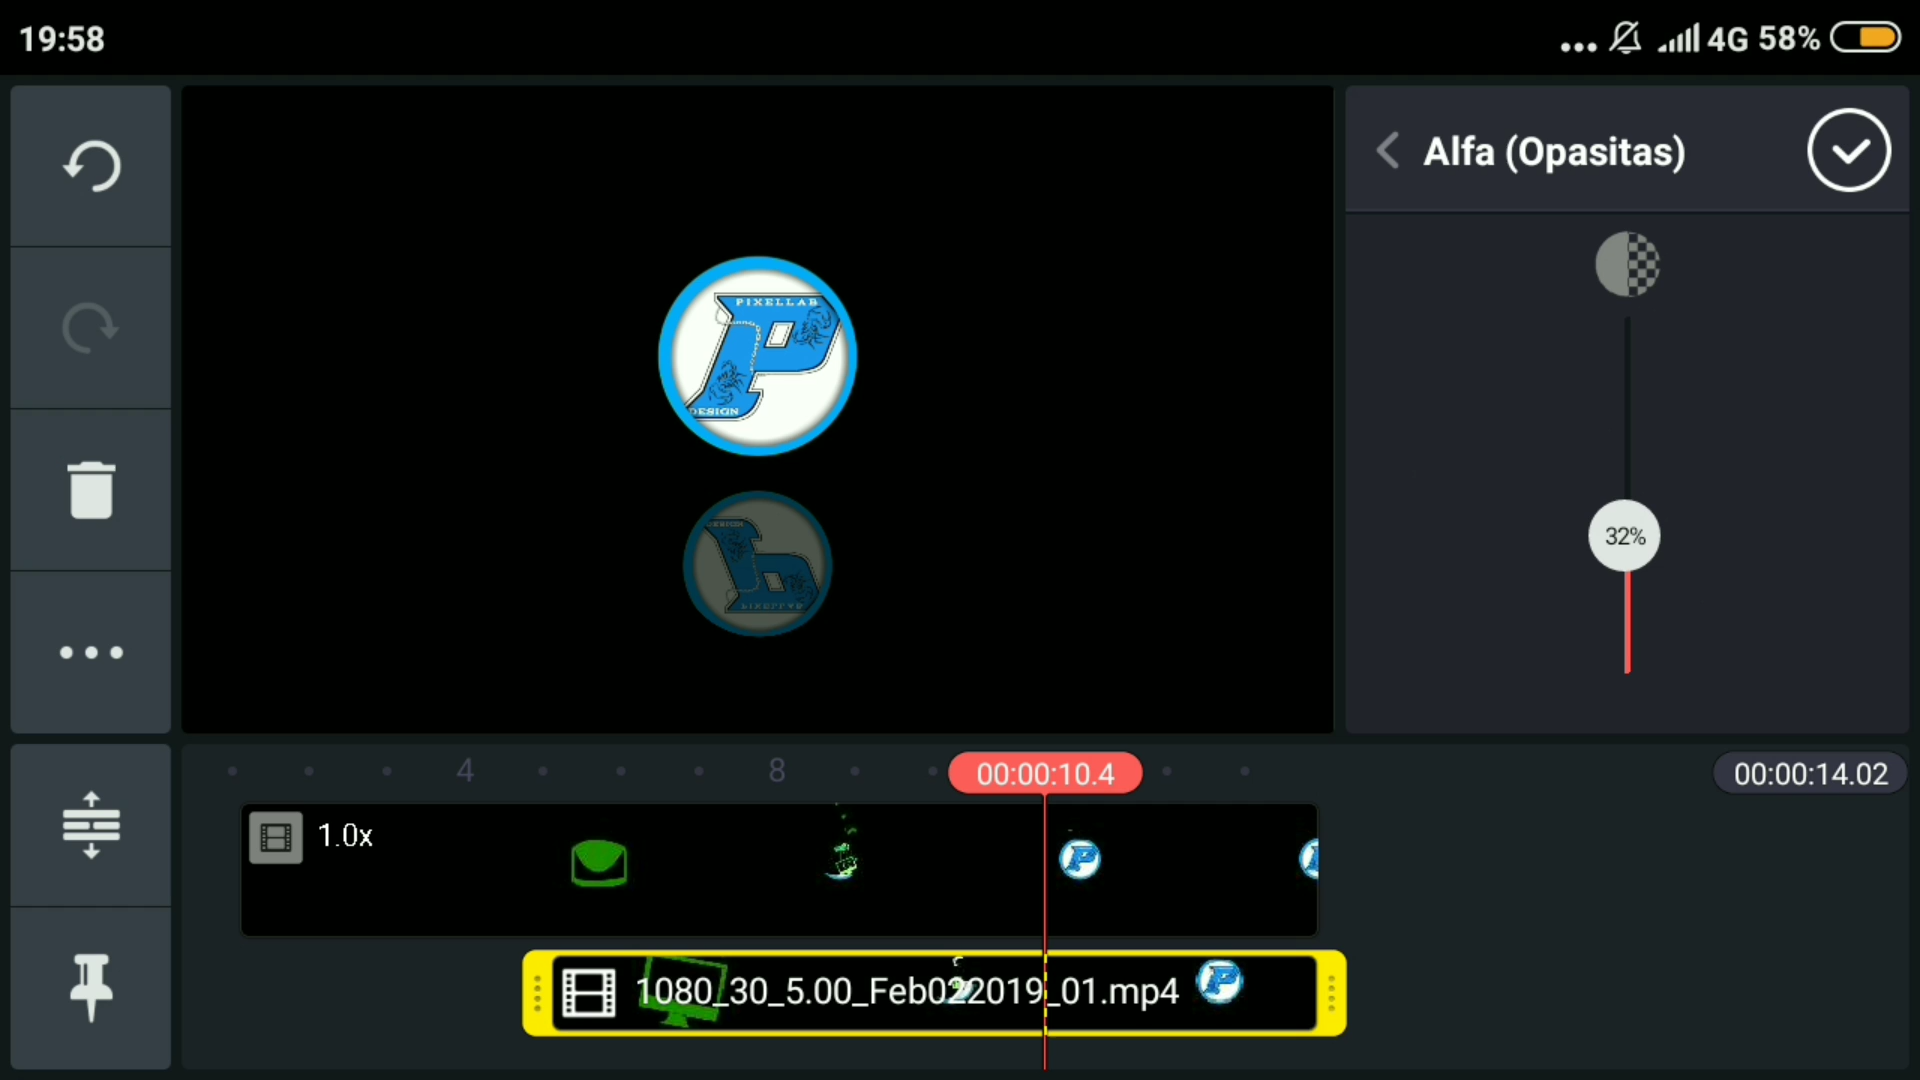 19:58
4G 58%
Alfa (Opasitas)
PIXELLAB
DESIGN
32%
4
8
00:00:10.4
00:00:14.02
1.0x
1080_30_5.00_Feb022019_01.mp4